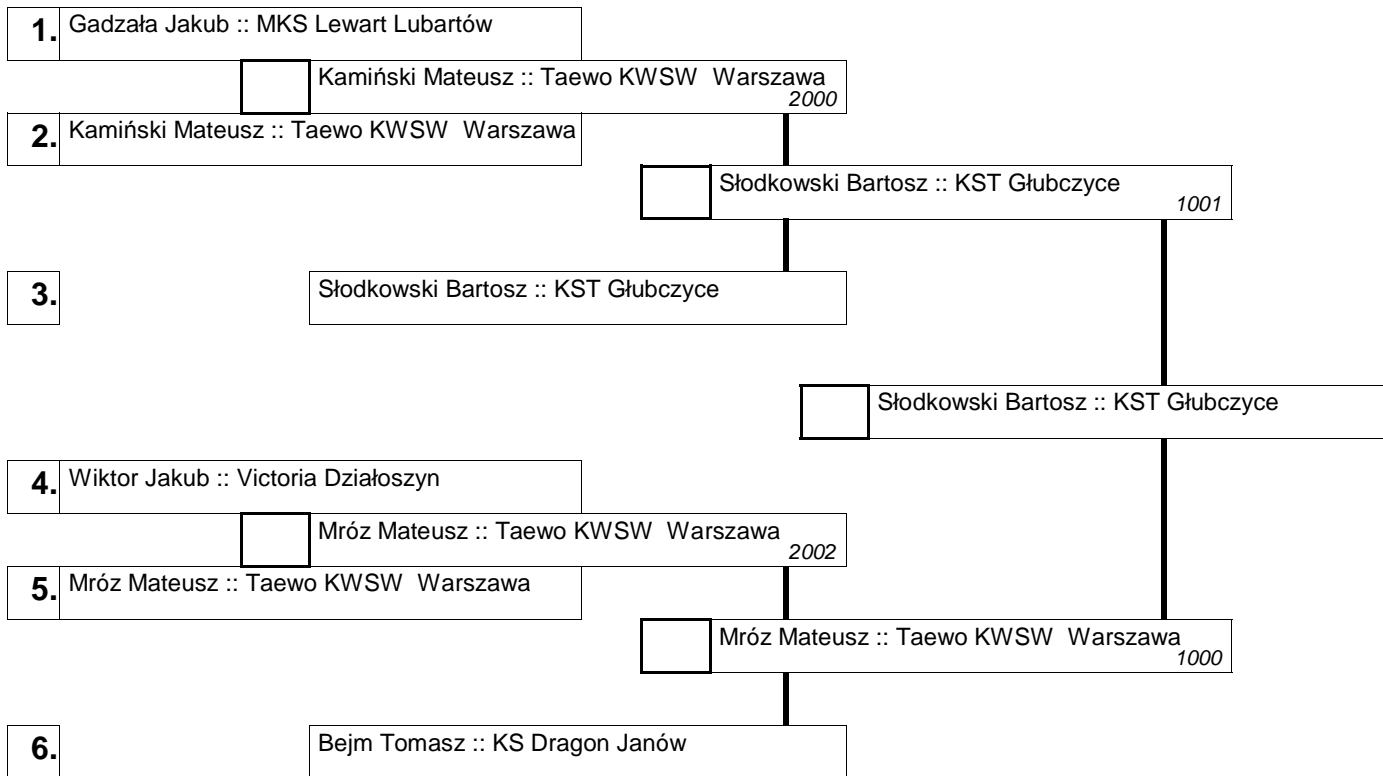 1. Gadzała Jakub :: MKS Lewart Lubartów
Kamiński Mateusz :: Taewo KWSW  Warszawa
2000
2. Kamiński Mateusz :: Taewo KWSW  Warszawa
Słodkowski Bartosz :: KST Głubczyce
1001
3. Słodkowski Bartosz :: KST Głubczyce
Słodkowski Bartosz :: KST Głubczyce
4. Wiktor Jakub :: Victoria Działoszyn
Mróz Mateusz :: Taewo KWSW  Warszawa
2002
5. Mróz Mateusz :: Taewo KWSW  Warszawa
Mróz Mateusz :: Taewo KWSW  Warszawa
1000
6. Bejm Tomasz :: KS Dragon Janów